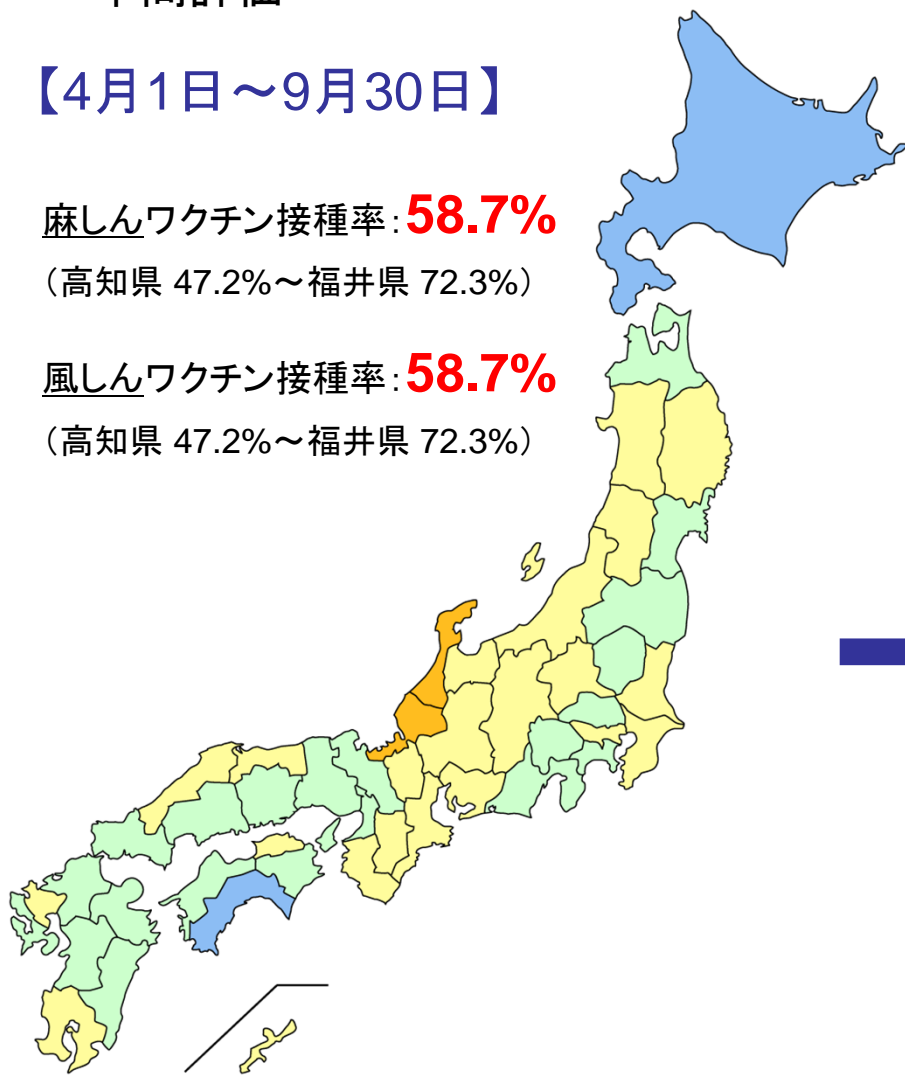 【4月1日～9月30日】
麻しんワクチン接種率：58.7%
（高知県 47.2%～福井県 72.3%）
風しんワクチン接種率：58.7%
（高知県 47.2%～福井県 72.3%）